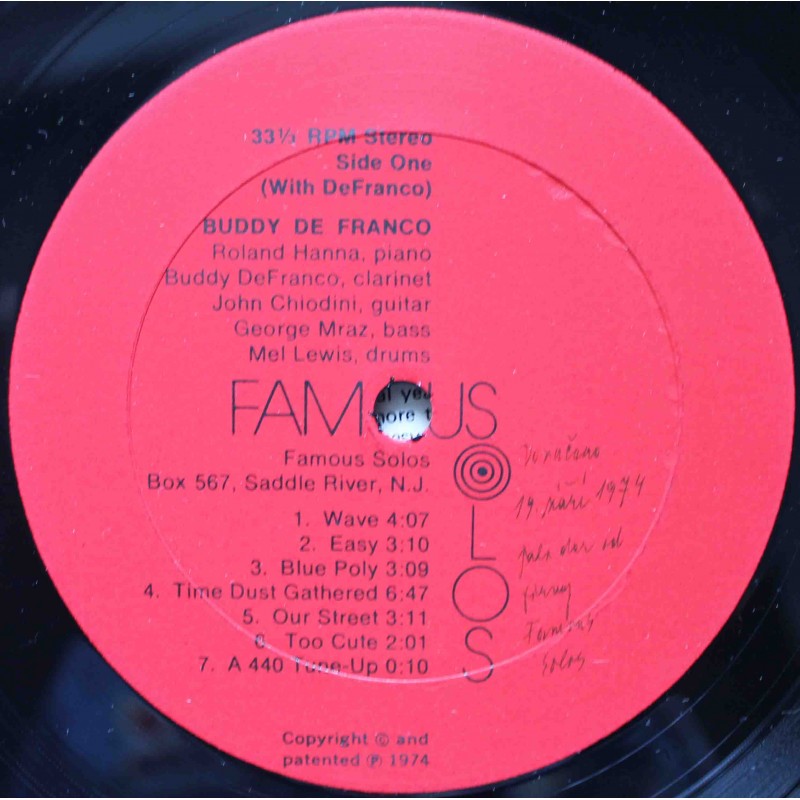 33⅓ RPM Stereo
Side One
(With DeFranco)
BUDDY DE FRANCO
Roland Hanna, piano
Buddy DeFranco, clarinet
John Chiodini, guitar
George Mraz, bass
Mel Lewis, drums
FAMOUS
SOLOS
Famous Solos
Box 567, Saddle River, N.J.
1. Wave 4:07
2. Easy 3:10
3. Blue Poly 3:09
4. Time Dust Gathered 6:47
5. Our Street 3:11
6. Too Cute 2:01
7. A 440 Tune-Up 0:10
19. září 1974
jako dar od
firmy
Famous
Solos
Copyright © and
patented ℗ 1974